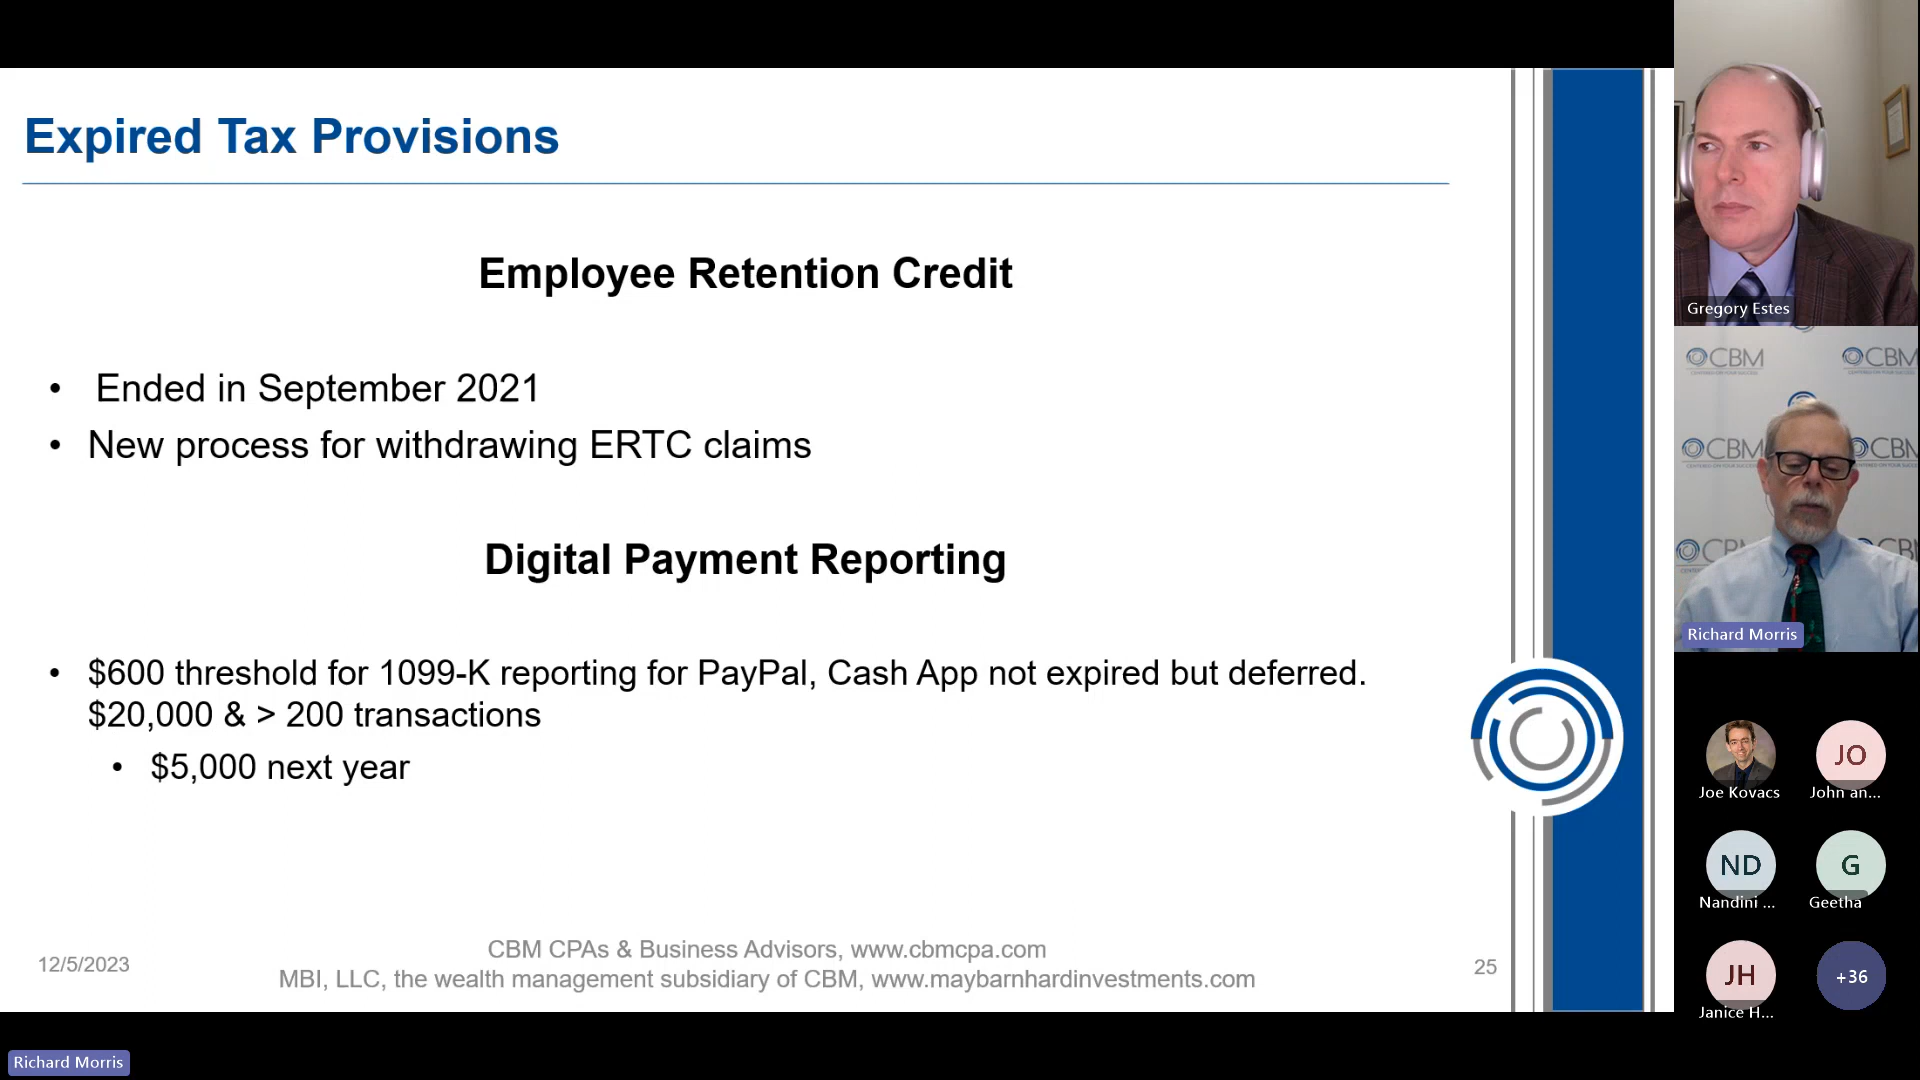 Expired Tax Provisions
Employee Retention Credit
• Ended in September 2021
• New process for withdrawing ERTC claims
Digital Payment Reporting
• $600 threshold for 1099-K reporting for PayPal, Cash App not expired but deferred.
$20,000 & > 200 transactions
• $5,000 next year
12/5/2023
CBM CPAs & Business Advisors, www.cbmcpa.com
MBI, LLC, the wealth management subsidiary of CBM, www.maybarnhardinvestments.com
25
Gregory Estes
CBM
CBM
CBM
CBM
Richard Morris
JO
Joe Kovacs
John an...
ND
G
Nandini ...
Geetha
JH
+36
Janice H...
Richard Morris